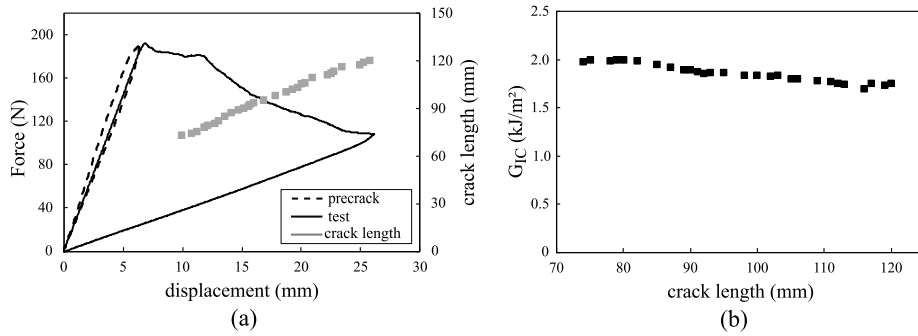 Force (N)
200
160
120
80
40
0
150
120
90
60
30
0
crack length (mm)
precrack
test
crack length
0 5 10 15 20 25 30
displacement (mm)
(a)
G_IC (kJ/m²)
2.5
2.0
1.5
1.0
0.5
0
70 80 90 100 110 120
crack length (mm)
(b)